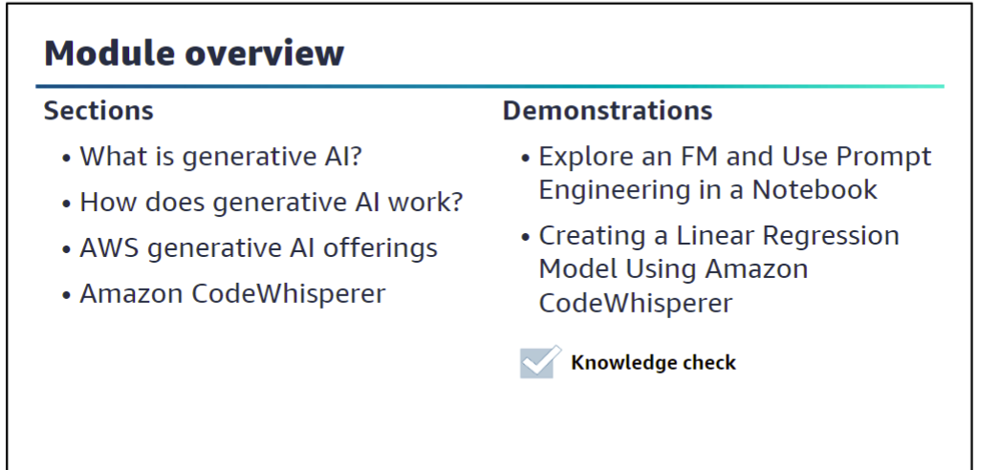 Module overview
Sections
• What is generative AI?
• How does generative AI work?
• AWS generative AI offerings
• Amazon CodeWhisperer
Demonstrations
• Explore an FM and Use Prompt
Engineering in a Notebook
• Creating a Linear Regression
Model Using Amazon
CodeWhisperer
Knowledge check